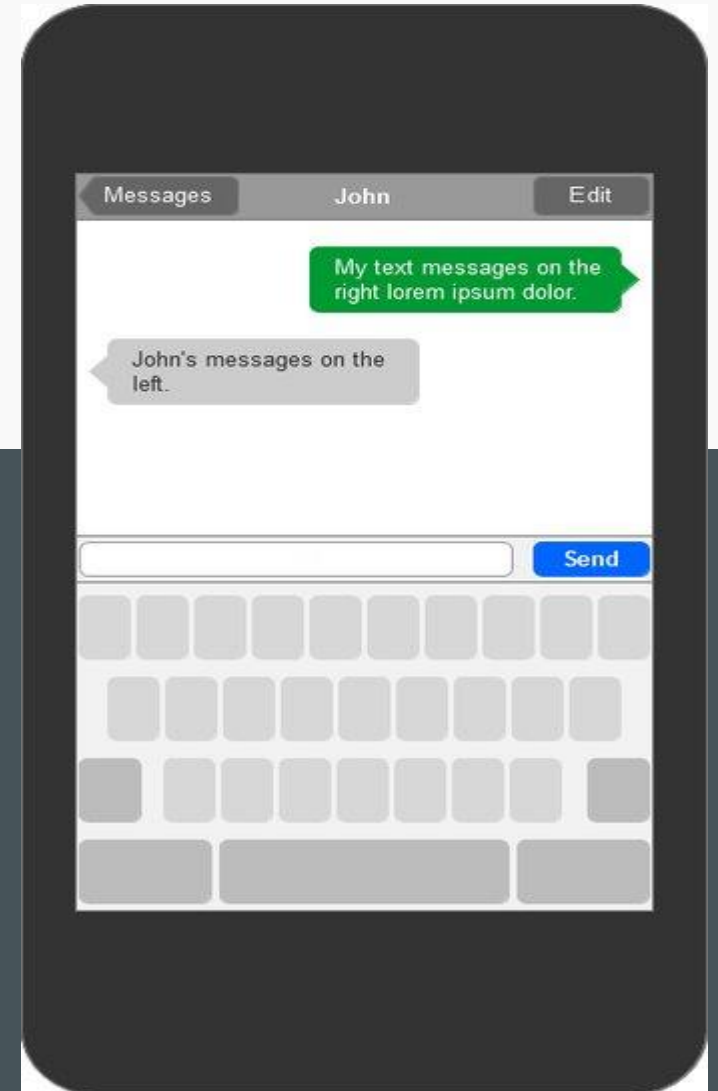 Messages
John
Edit
My text messages on the
right lorem ipsum dolor.
John's messages on the
left.
Send